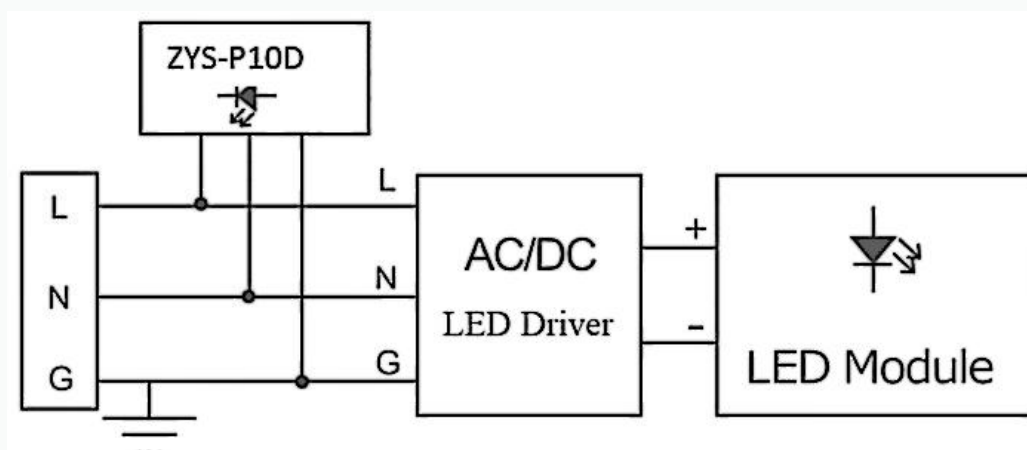 ZYS-P10D
L
N
G
L
N
G
AC/DC
LED Driver
+
-
LED Module